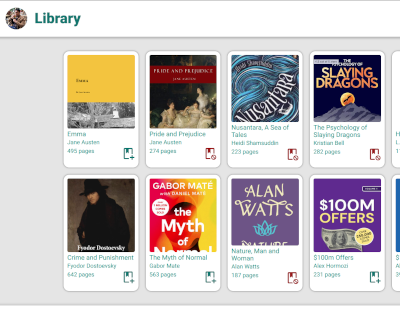 Library
Emma
Emma
Jane Austen
495 pages
PRIDE AND PREJUDICE
JANE AUSTEN
Pride and Prejudice
Jane Austen
274 pages
Heidi Shamsuddin
Nusantara
Nusantara, A Sea of
Tales
Heidi Shamsuddin
223 pages
THE PSYCHOLOGY OF
SLAYING
DRAGONS
The Psychology of
Slaying Dragons
Kristian Bell
282 pages
Fyodor Dostoevsky
Crime and Punishment
Fyodor Dostoevsky
642 pages
GABOR MATÉ
WITH DANIEL MATÉ
the
Myth
of
Normal
The Myth of Normal
Gabor Mate
563 pages
ALAN
WATTS
NATURE
Nature, Man and
Woman
Alan Watts
187 pages
$100M
OFFERS
$100m Offers
Alex Hormozi
231 pages